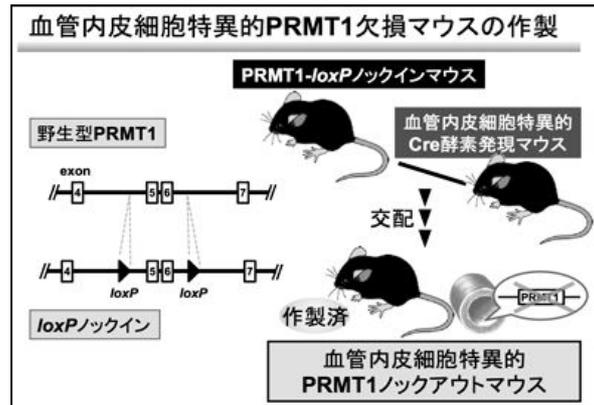 血管内皮細胞特異的PRMT1欠損マウスの作製
PRMT1-loxPノックインマウス
野生型PRMT1
血管内皮細胞特異的
Cre酵素発現マウス
exon
4
5
6
7
交配
4
5
6
7
loxP
loxP
loxPノックイン
作製済
PRMT1
血管内皮細胞特異的
PRMT1ノックアウトマウス